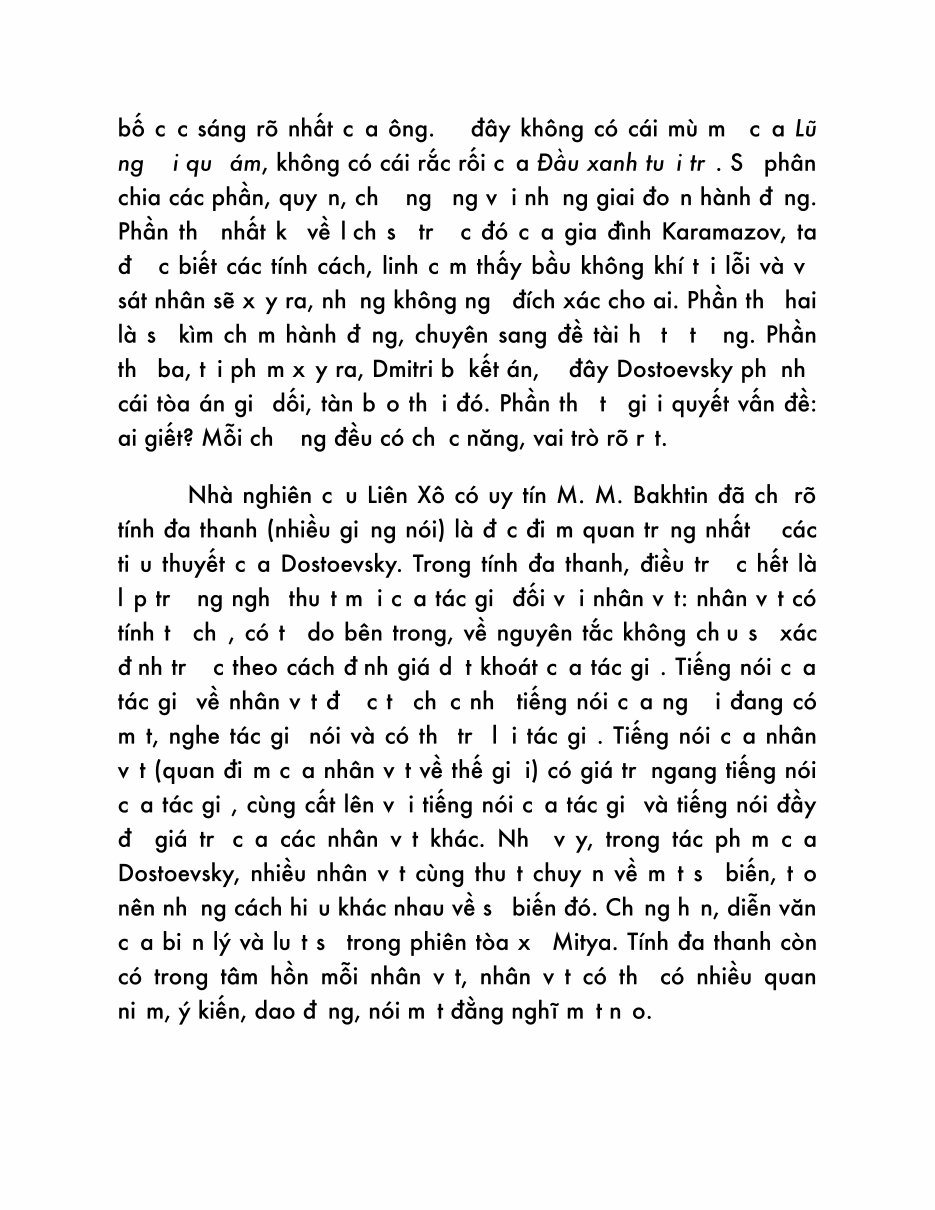 bố c c sáng rõ nhất c a ông. đây không có cái mù m c a Lũ
ng i qu ám, không có cái rắc rối c a Đầu xanh tu i tr . S phân
chia các phần, quy n, ch ng ng v i nh ng giai đo n hành đ ng.
Phần th nhất k về l ch s tr c đó c a gia đình Karamazov, ta
đ c biết các tính cách, linh c m thấy bầu không khí t i lỗi và v
sát nhân sẽ x y ra, nh ng không ng đích xác cho ai. Phần th hai
là s kìm ch m hành đ ng, chuyên sang đề tài h t t ng. Phần
th ba, t i ph m x y ra, Dmitri b kết án, đây Dostoevsky ph nh
cái tòa án gi dối, tàn b o th i đó. Phần th t gi i quyết vấn đề:
ai giết? Mỗi ch ng đều có ch c năng, vai trò rõ r t.
Nhà nghiên c u Liên Xô có uy tín M. M. Bakhtin đã ch rõ
tính đa thanh (nhiều gi ng nói) là đ c đi m quan tr ng nhất các
ti u thuyết c a Dostoevsky. Trong tính đa thanh, điều tr c hết là
l p tr ng ngh thu t m i c a tác gi đối v i nhân v t: nhân v t có
tính t ch , có t do bên trong, về nguyên tắc không ch u s xác
đ nh tr c theo cách đ nh giá d t khoát c a tác gi . Tiếng nói c a
tác gi về nhân v t đ c t ch c nh tiếng nói c a ng i đang có
m t, nghe tác gi nói và có th tr l i tác gi . Tiếng nói c a nhân
v t (quan đi m c a nhân v t về thế gi i) có giá tr ngang tiếng nói
c a tác gi , cùng cất lên v i tiếng nói c a tác gi và tiếng nói đầy
đ giá tr c a các nhân v t khác. Nh v y, trong tác ph m c a
Dostoevsky, nhiều nhân v t cùng thu t chuy n về m t s biến, t o
nên nh ng cách hi u khác nhau về s biến đó. Ch ng h n, diễn văn
c a bi n lý và lu t s trong phiên tòa x Mitya. Tính đa thanh còn
có trong tâm hồn mỗi nhân v t, nhân v t có th có nhiều quan
ni m, ý kiến, dao đ ng, nói m t đằng nghĩ m t n o.